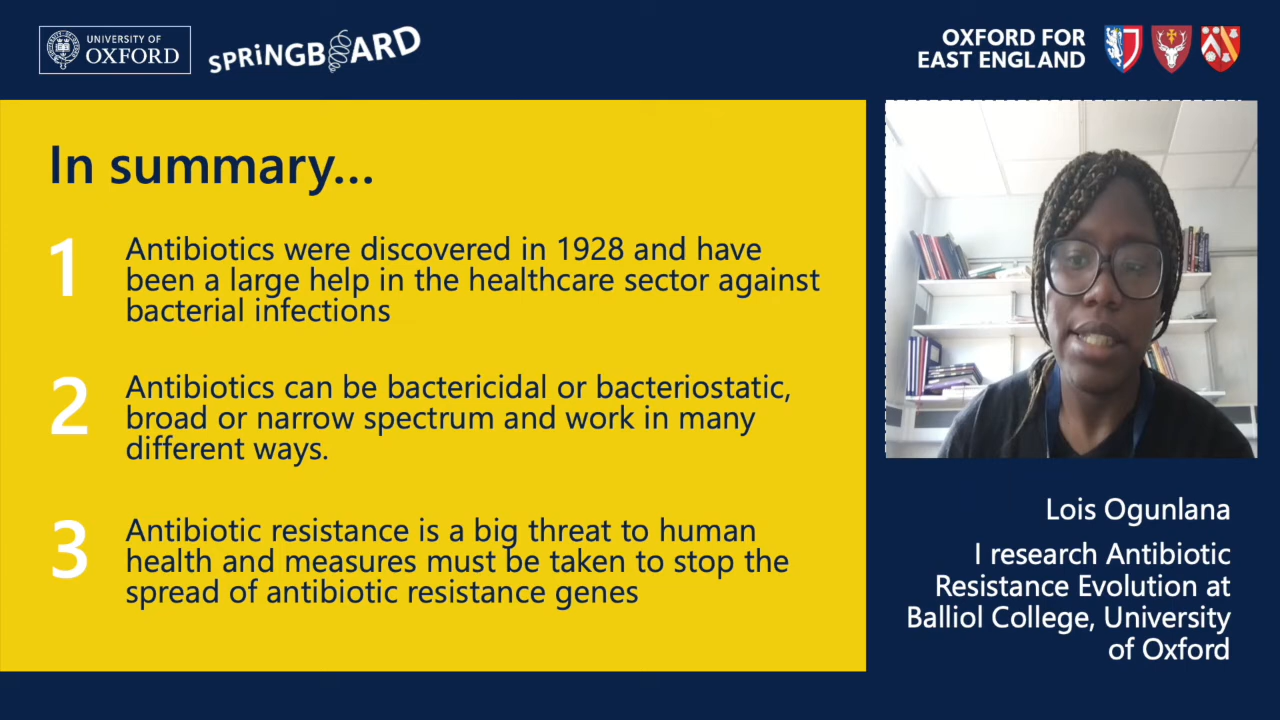 UNIVERSITY OF
OXFORD
SPRiNGBOARD
OXFORD FOR
EAST ENGLAND
In summary...
1
Antibiotics were discovered in 1928 and have
been a large help in the healthcare sector against
bacterial infections
2
Antibiotics can be bactericidal or bacteriostatic,
broad or narrow spectrum and work in many
different ways.
3
Antibiotic resistance is a big threat to human
health and measures must be taken to stop the
spread of antibiotic resistance genes
Lois Ogunlana
I research Antibiotic
Resistance Evolution at
Balliol College, University
of Oxford